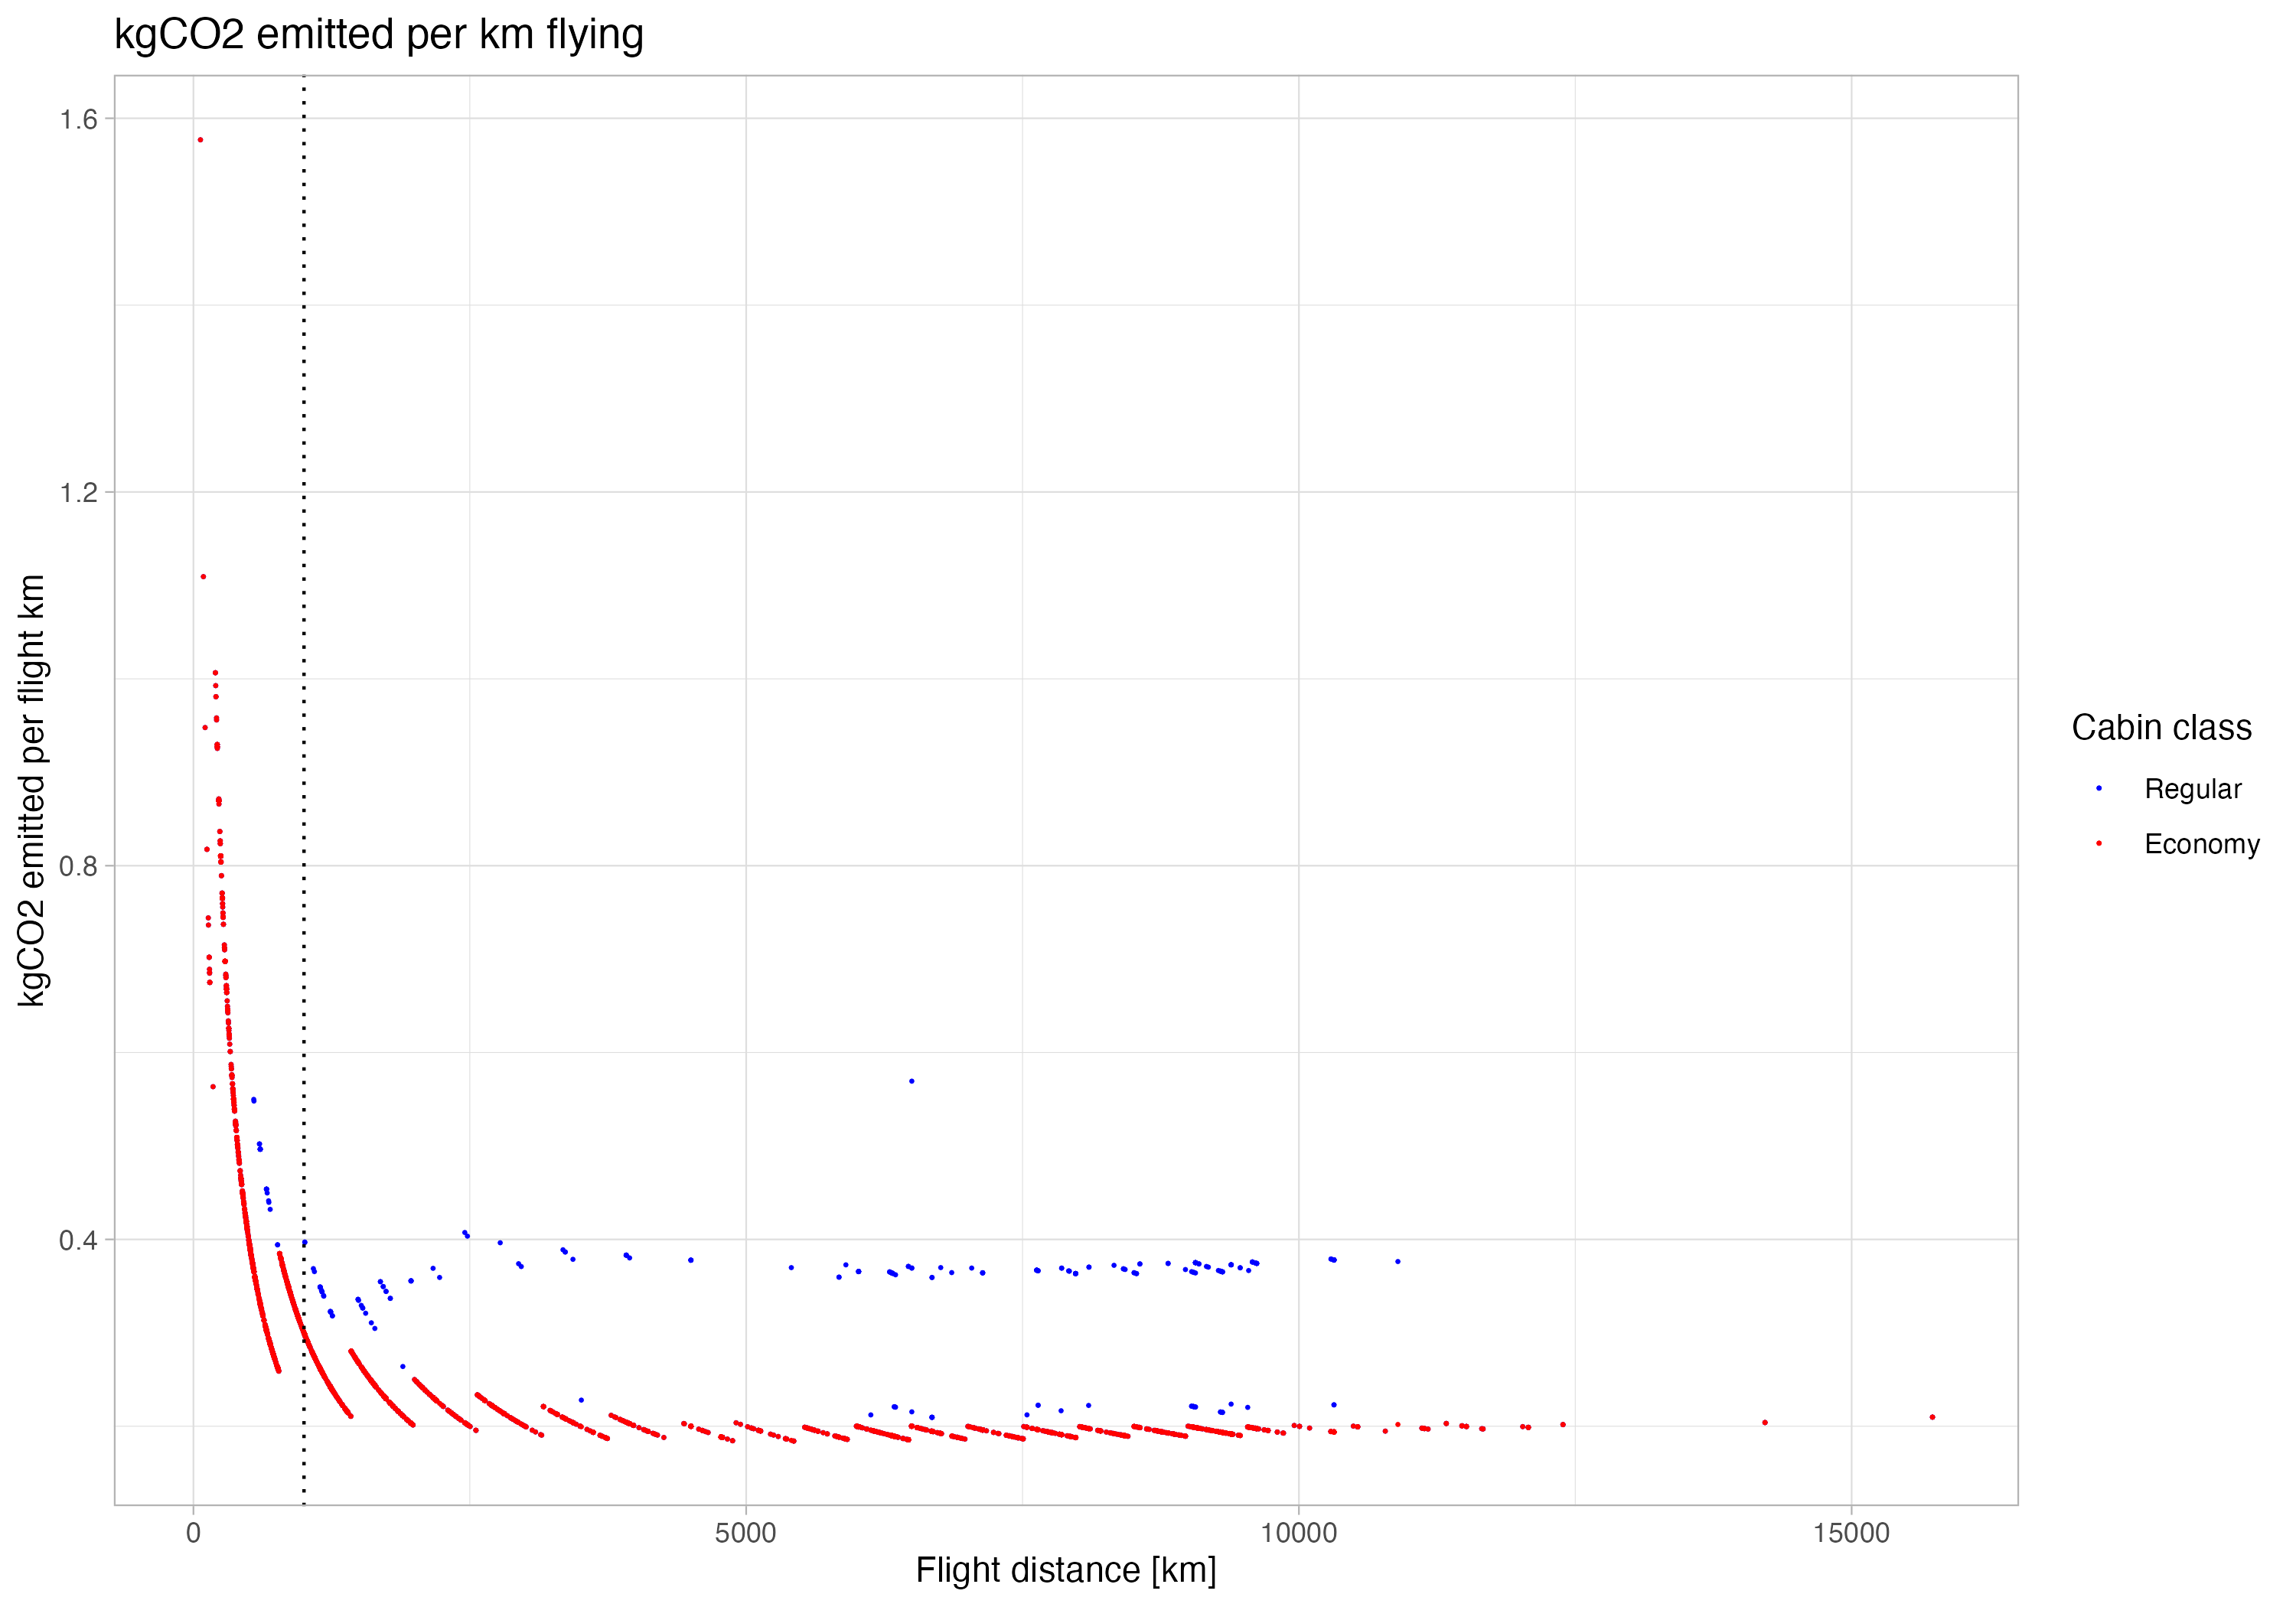 kgCO2 emitted per km flying
kgCO2 emitted per flight km
1.6
1.2
0.8
0.4
0
5000
10000
15000
Flight distance [km]
Cabin class
Regular
Economy